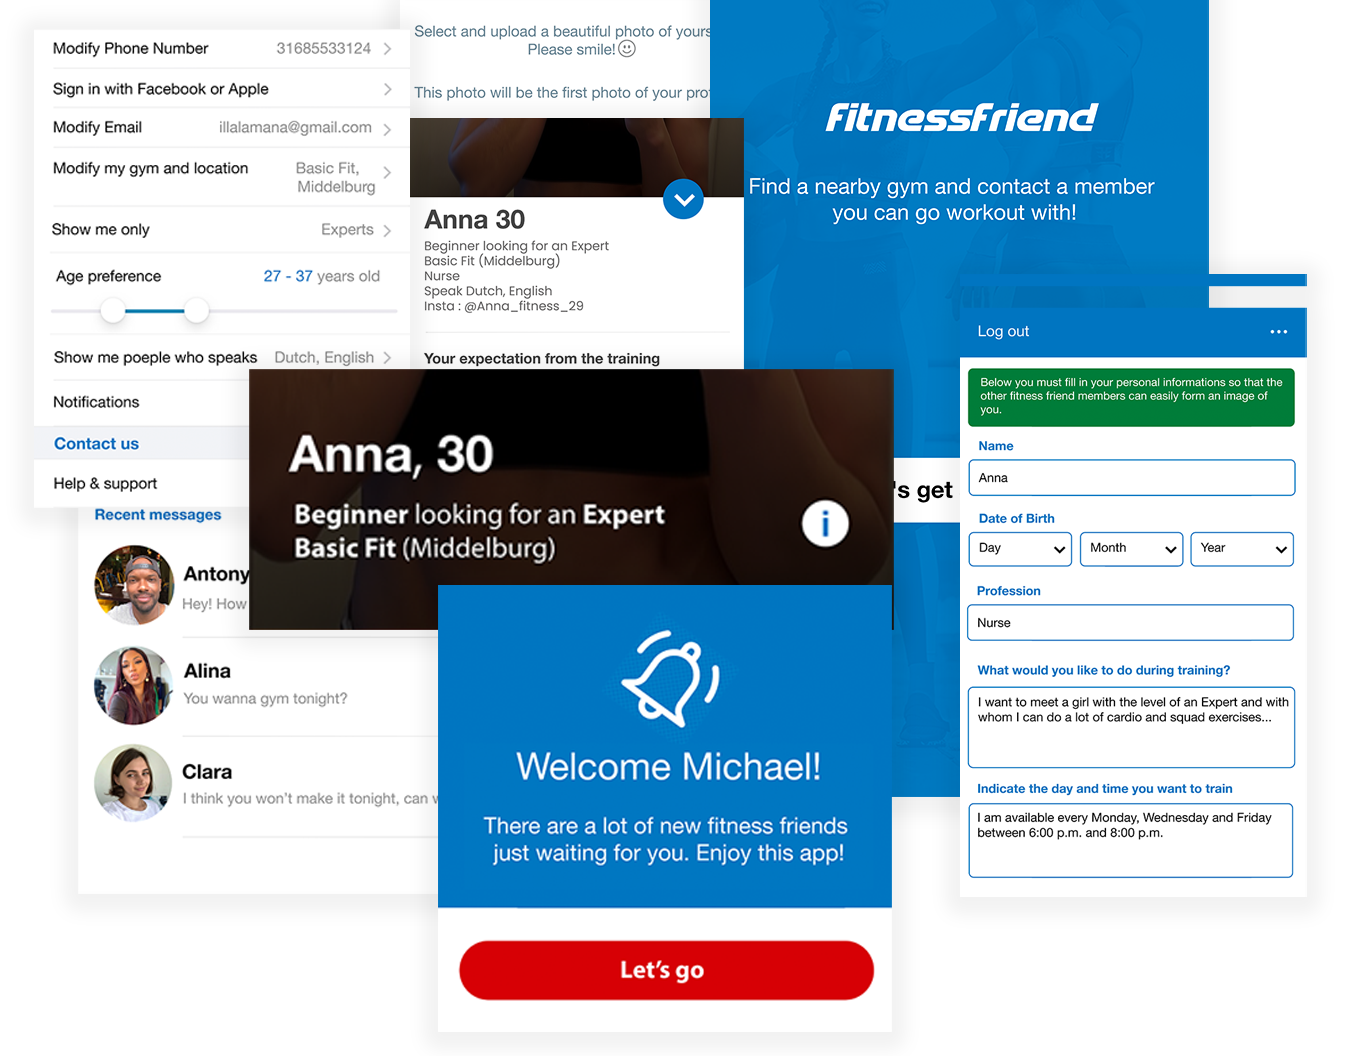 Modify Phone Number 31685533124
Sign in with Facebook or Apple
Modify Email illalamana@gmail.com
Modify my gym and location Basic Fit,
Middelburg
Show me only Experts
Age preference 27 - 37 years old
Show me poeple who speaks Dutch, English
Notifications
Contact us
Help & support
Select and upload a beautiful photo of yours
Please smile!
This photo will be the first photo of your pro
Anna 30
Beginner looking for an Expert
Basic Fit (Middelburg)
Nurse
Speak Dutch, English
Insta : @Anna_fitness_29
Your expectation from the training
fitnessfriend
Find a nearby gym and contact a member
you can go workout with!
's get
Anna, 30
Beginner looking for an Expert
Basic Fit (Middelburg)
i
Recent messages
Antony
Hey! How
Alina
You wanna gym tonight?
Clara
I think you won't make it tonight, can
Welcome Michael!
There are a lot of new fitness friends
just waiting for you. Enjoy this app!
Let's go
Log out
Below you must fill in your personal informations so that the
other fitness friend members can easily form an image of
you.
Name
Anna
Date of Birth
Day Month Year
Profession
Nurse
What would you like to do during training?
I want to meet a girl with the level of an Expert and with
whom I can do a lot of cardio and squad exercises...
Indicate the day and time you want to train
I am available every Monday, Wednesday and Friday
between 6:00 p.m. and 8:00 p.m.